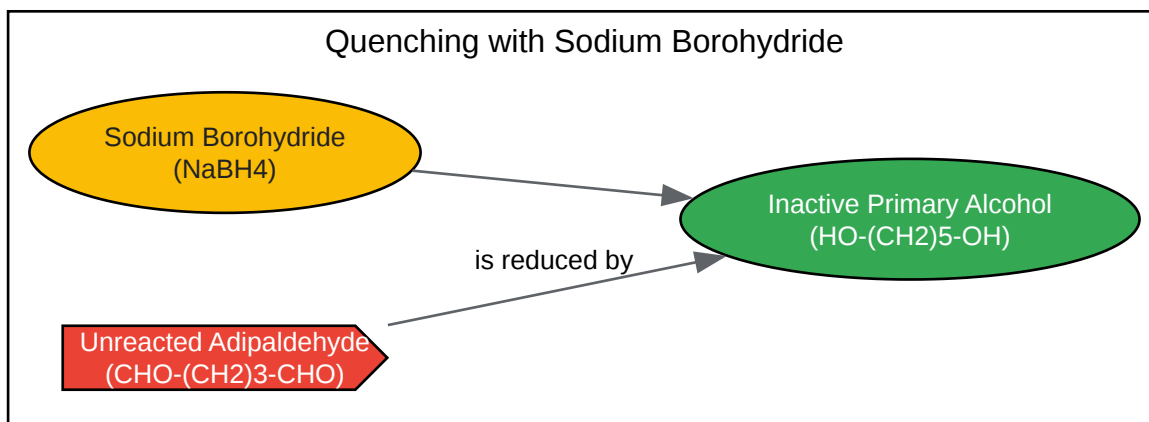 Quenching with Sodium Borohydride
Sodium Borohydride
(NaBH4)
Inactive Primary Alcohol
(HO-(CH2)5-OH)
is reduced by
Unreacted Adipaldehyde
(CHO-(CH2)3-CHO)